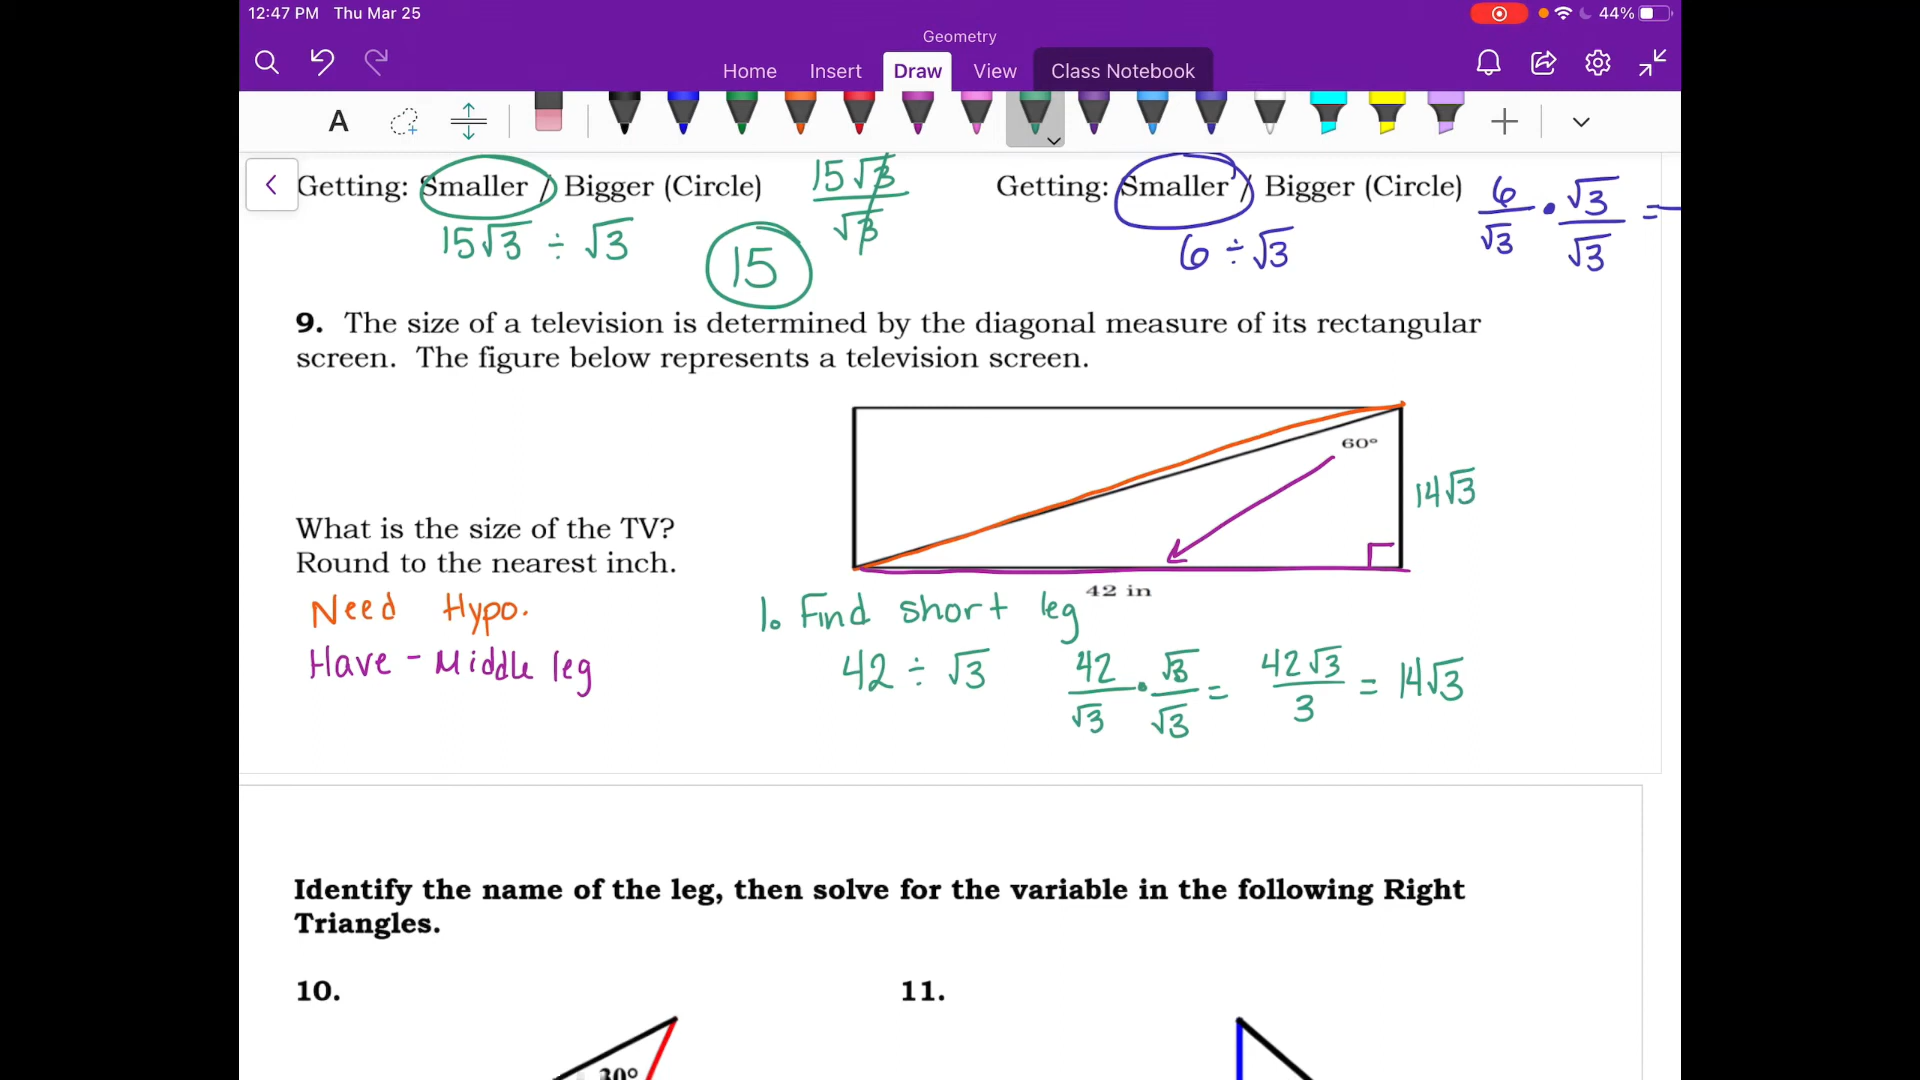 12:47 PM Thu Mar 25
44%
Geometry
Home Insert Draw View Class Notebook
A
Getting: Smaller / Bigger (Circle)
15√3 ÷ √3
15√3
√3
15
Getting: Smaller / Bigger (Circle)
6 ÷ √3
6/√3 • √3/√3 =
9. The size of a television is determined by the diagonal measure of its rectangular
screen. The figure below represents a television screen.
60°
14√3
42 in
What is the size of the TV?
Round to the nearest inch.
Need Hypo.
Have - Middle leg
1. Find short leg
42 ÷ √3 42/√3 • √3/√3 = 42√3/3 = 14√3
Identify the name of the leg, then solve for the variable in the following Right
Triangles.
10. 11.
30°